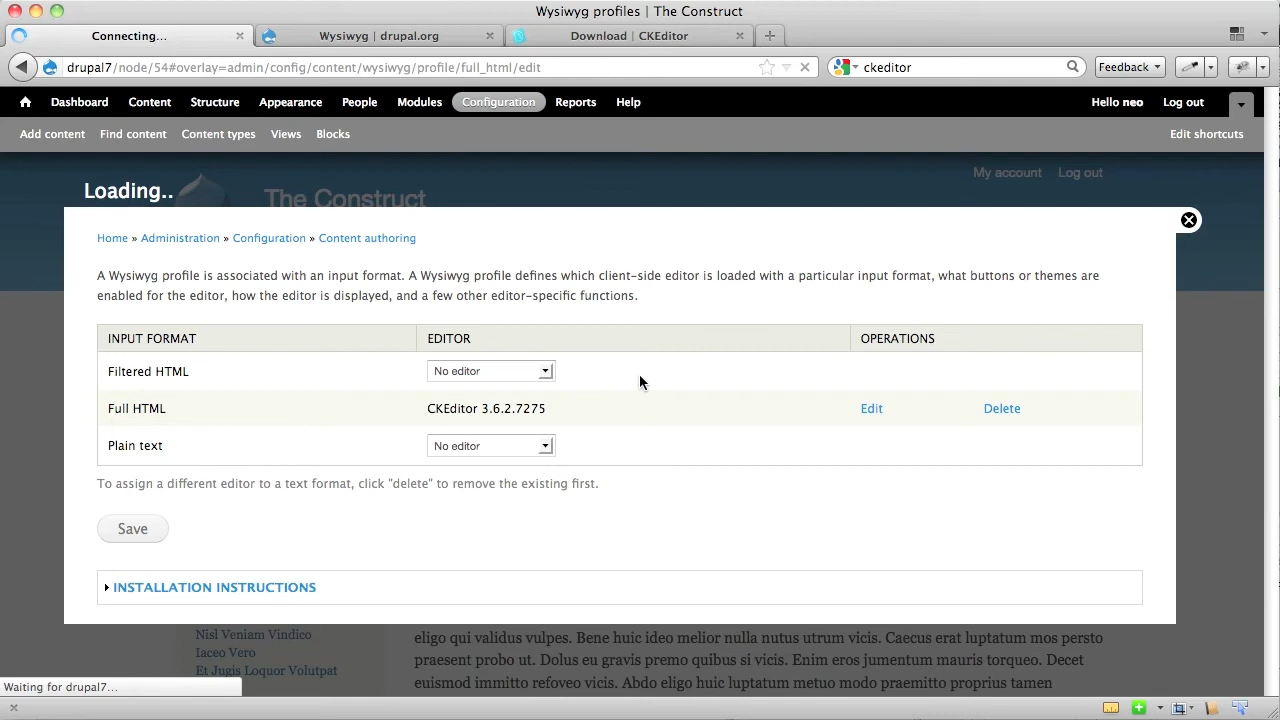 Wysiwyg profiles | The Construct
Connecting...
Wysiwyg | drupal.org
Download | CKEditor
drupal7/node/54#overlay=admin/config/content/wysiwyg/profile/full_html/edit
ckeditor
Feedback
Dashboard Content Structure Appearance People Modules Configuration Reports Help
Hello neo Log out
Add content Find content Content types Views Blocks
Edit shortcuts
My account Log out
Loading..
The Construct
Home » Administration » Configuration » Content authoring
A Wysiwyg profile is associated with an input format. A Wysiwyg profile defines which client-side editor is loaded with a particular input format, what buttons or themes are
enabled for the editor, how the editor is displayed, and a few other editor-specific functions.
INPUT FORMAT EDITOR OPERATIONS
Filtered HTML No editor
Full HTML CKEditor 3.6.2.7275 Edit Delete
Plain text No editor
To assign a different editor to a text format, click "delete" to remove the existing first.
Save
INSTALLATION INSTRUCTIONS
Nisl Veniam Vindico
Iaceo Vero
Et Jugis Loquor Volutpat
eligo qui validus vulpes. Bene huic ideo melior nulla nutus utrum vicis. Caecus erat luptatum mos persto
praesent probo ut. Dolus eu gravis premo quibus si vicis. Enim eros jumentum mauris torqueo. Decet
euismod immitto refoveo vicis. Abdo eligo huic luptatum metuo modo praemitto proprius tamen
Waiting for drupal7...